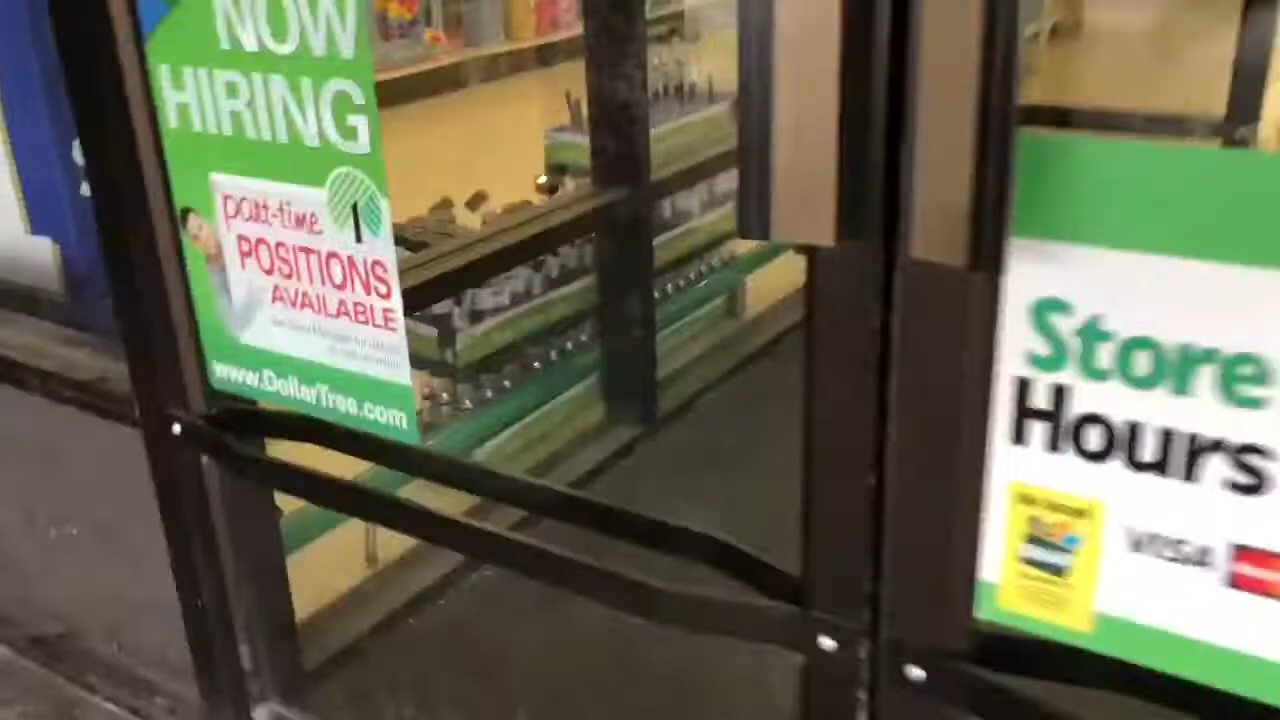 NOW
HIRING
part-time
POSITIONS
AVAILABLE
www.DollarTree.com
Store
Hours
VISA